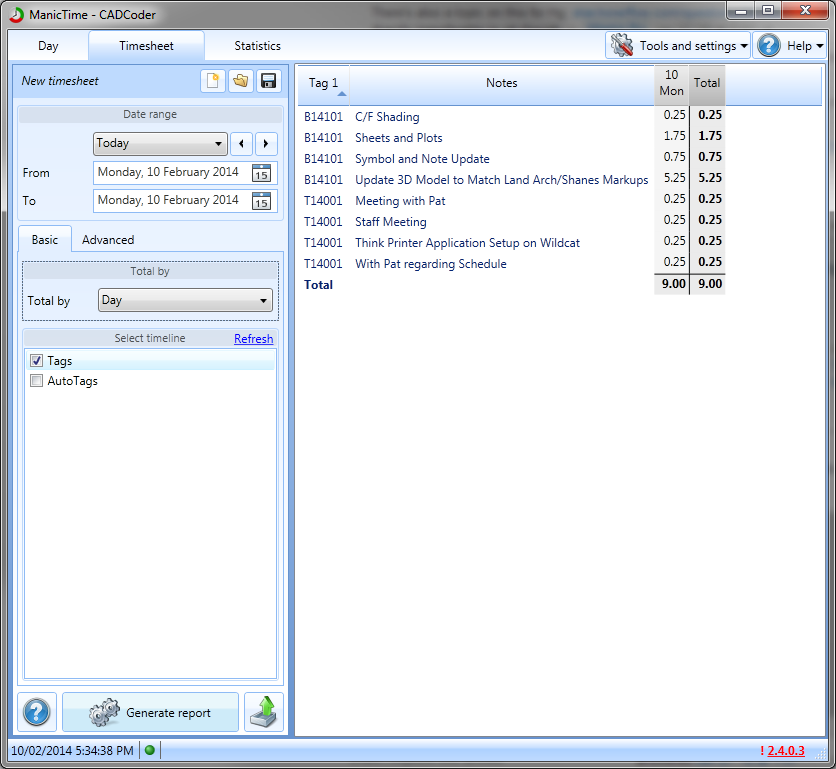 ManicTime - CADCoder
Day Timesheet Statistics Tools and settings Help
New timesheet
Date range
Today
From Monday, 10 February 2014 15
To Monday, 10 February 2014 15
Basic Advanced
Total by
Total by Day
Select timeline Refresh
Tags
AutoTags
Generate report
Tag 1 Notes 10 Mon Total
B14101 C/F Shading 0.25 0.25
B14101 Sheets and Plots 1.75 1.75
B14101 Symbol and Note Update 0.75 0.75
B14101 Update 3D Model to Match Land Arch/Shanes Markups 5.25 5.25
T14001 Meeting with Pat 0.25 0.25
T14001 Staff Meeting 0.25 0.25
T14001 Think Printer Application Setup on Wildcat 0.25 0.25
T14001 With Pat regarding Schedule 0.25 0.25
Total 9.00 9.00
10/02/2014 5:34:38 PM ! 2.4.0.3